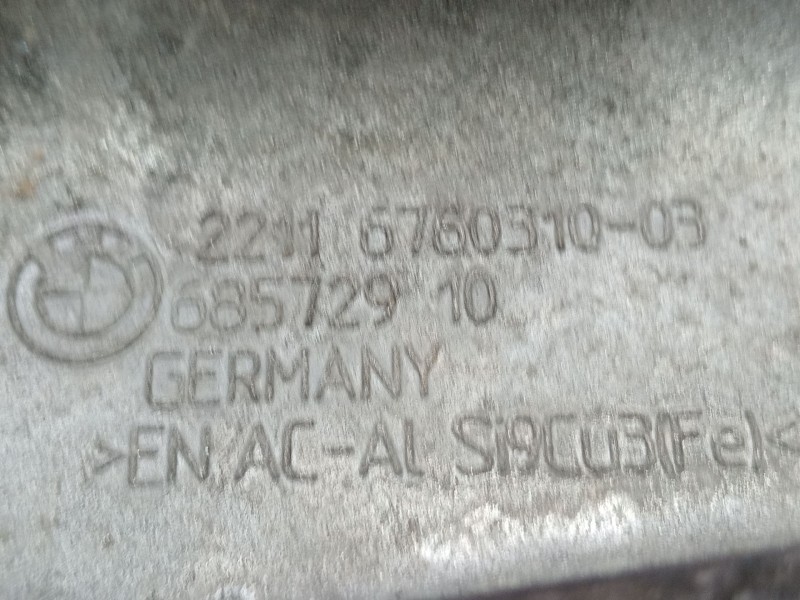 2211 6760310-03
685729 10
GERMANY
>EN AC-AL Si9Cu3(Fe)<